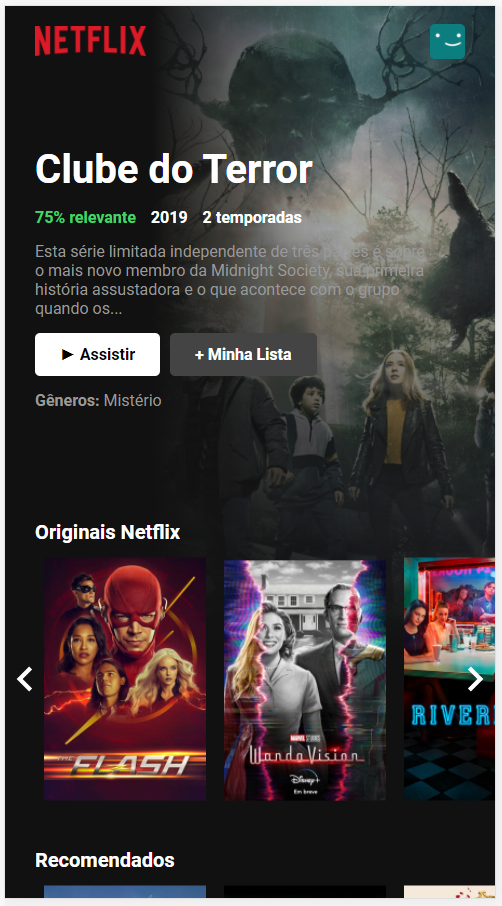 NETFLIX
Clube do Terror
75% relevante 2019 2 temporadas
Esta série limitada independente de três partes é sobre
o mais novo membro da Midnight Society, sua primeira
história assustadora e o que acontece com o grupo
quando os...
► Assistir + Minha Lista
Gêneros: Mistério
Originais Netflix
THE FLASH
MARVEL STUDIOS
WandaVision
Disney+
Em breve
RIVER
Recomendados